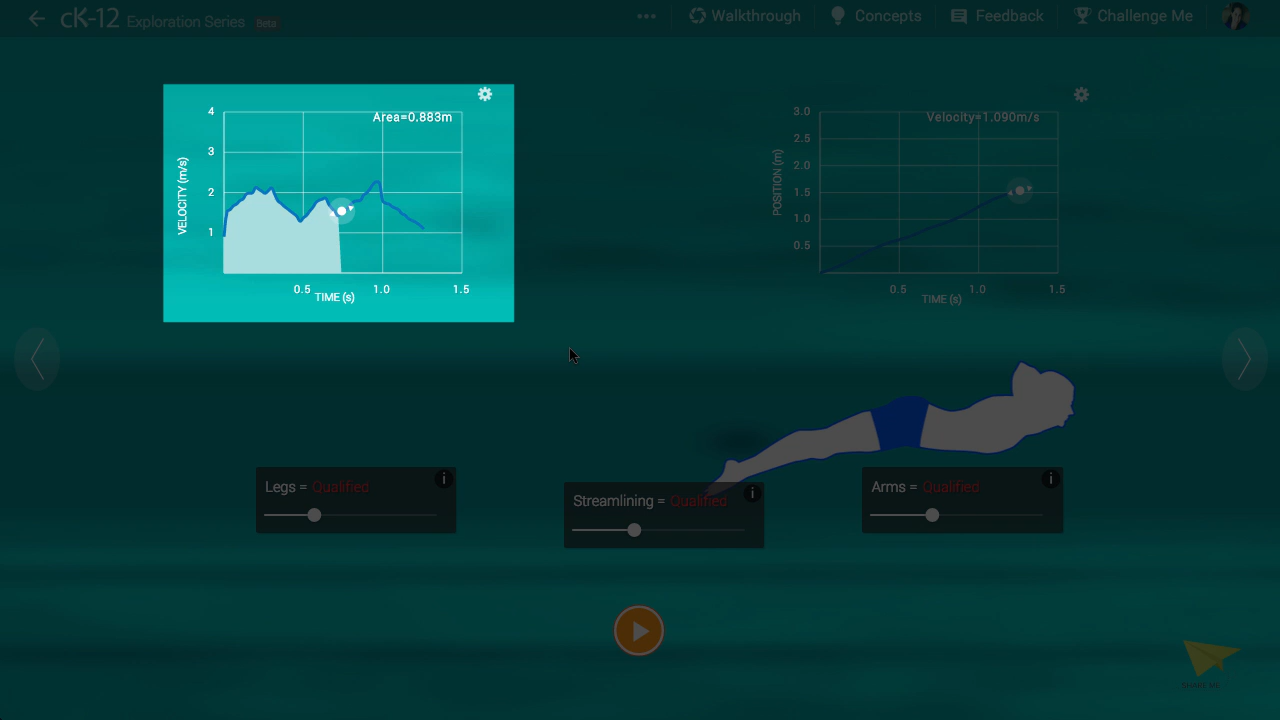 cK-12 Exploration Series Beta
Walkthrough
Concepts
Feedback
Challenge Me
Area=0.883m
4
3
2
1
VELOCITY (m/s)
0.5
1.0
1.5
TIME (s)
Velocity=1.090m/s
3.0
2.5
2.0
1.5
1.0
0.5
POSITION (m)
0.5
1.0
1.5
TIME (s)
Legs = Qualified
i
Streamlining = Qualified
i
Arms = Qualified
i
SHARE ME